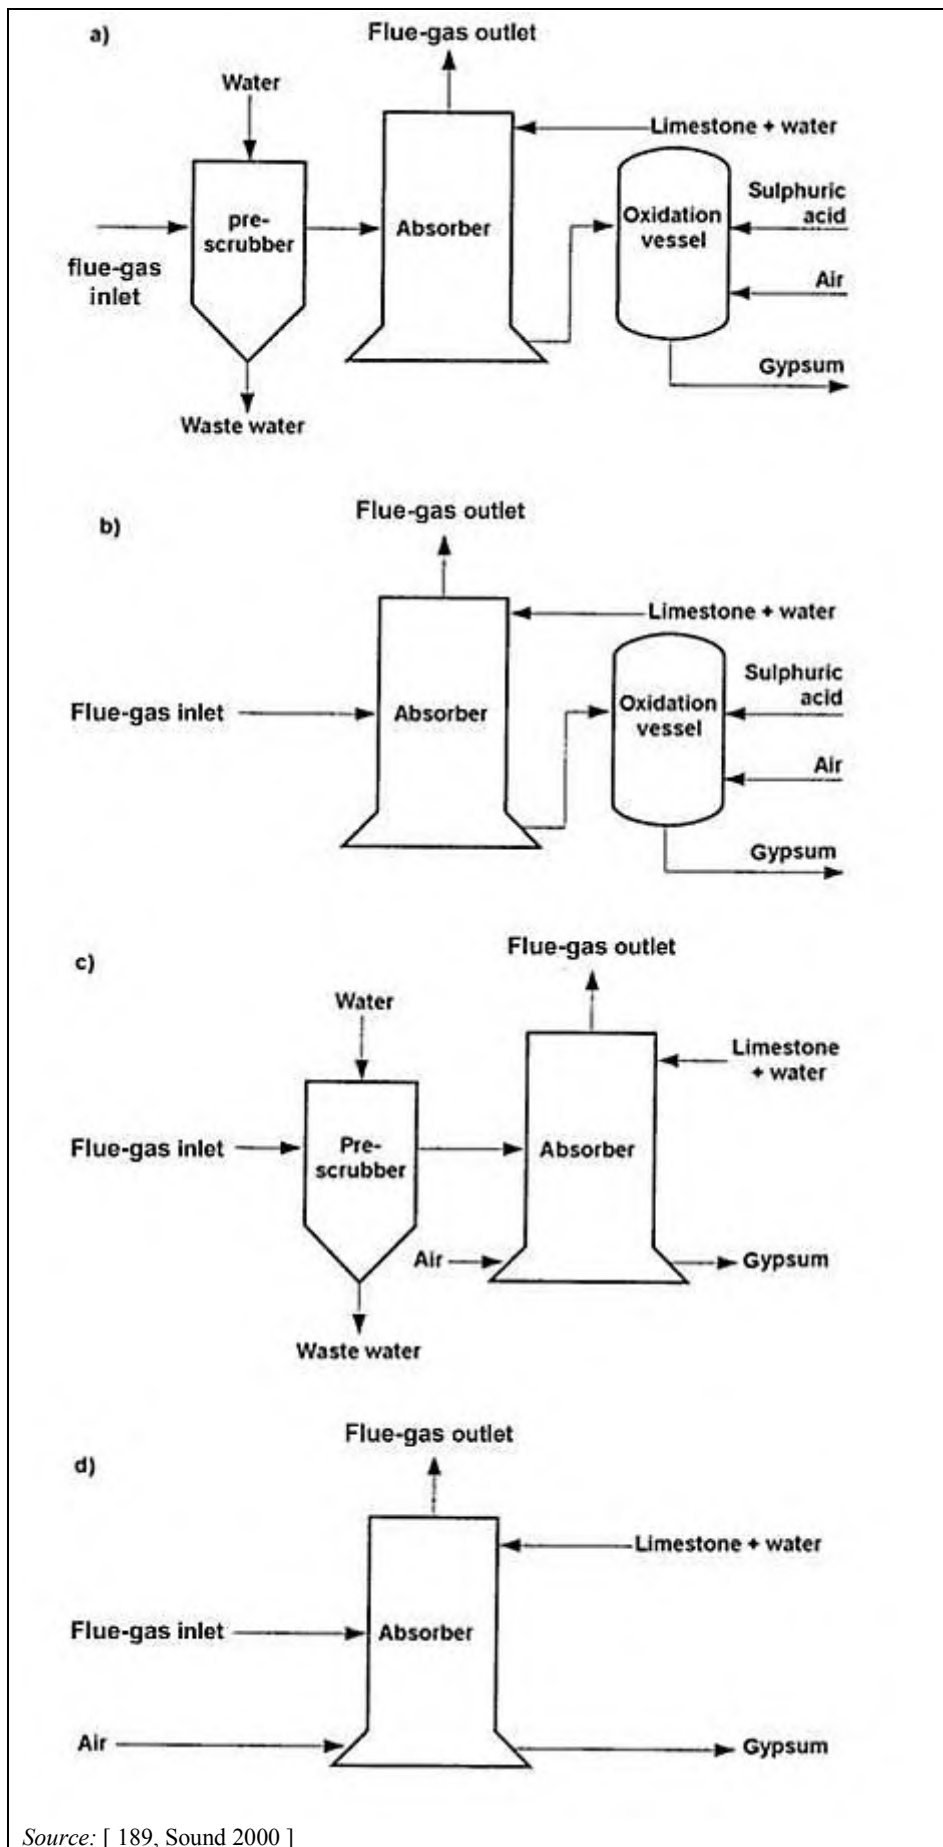 a)
Flue-gas outlet
Water
Limestone + water
pre-
scrubber
Absorber
Oxidation
vessel
Sulphuric
acid
flue-gas
inlet
Air
Gypsum
Waste water
b)
Flue-gas outlet
Limestone + water
Flue-gas inlet
Absorber
Oxidation
vessel
Sulphuric
acid
Air
Gypsum
c)
Flue-gas outlet
Water
Limestone
+ water
Flue-gas inlet
Pre-
scrubber
Absorber
Air
Gypsum
Waste water
d)
Flue-gas outlet
Limestone + water
Flue-gas inlet
Absorber
Air
Gypsum
Source: [ 189, Sound 2000 ]